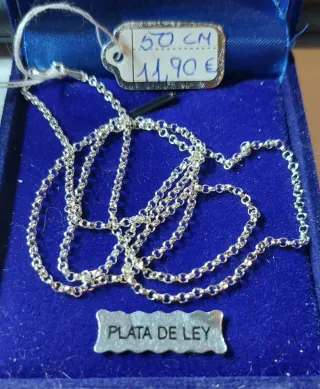 50 CM
11,90 €
PLATA DE LEY